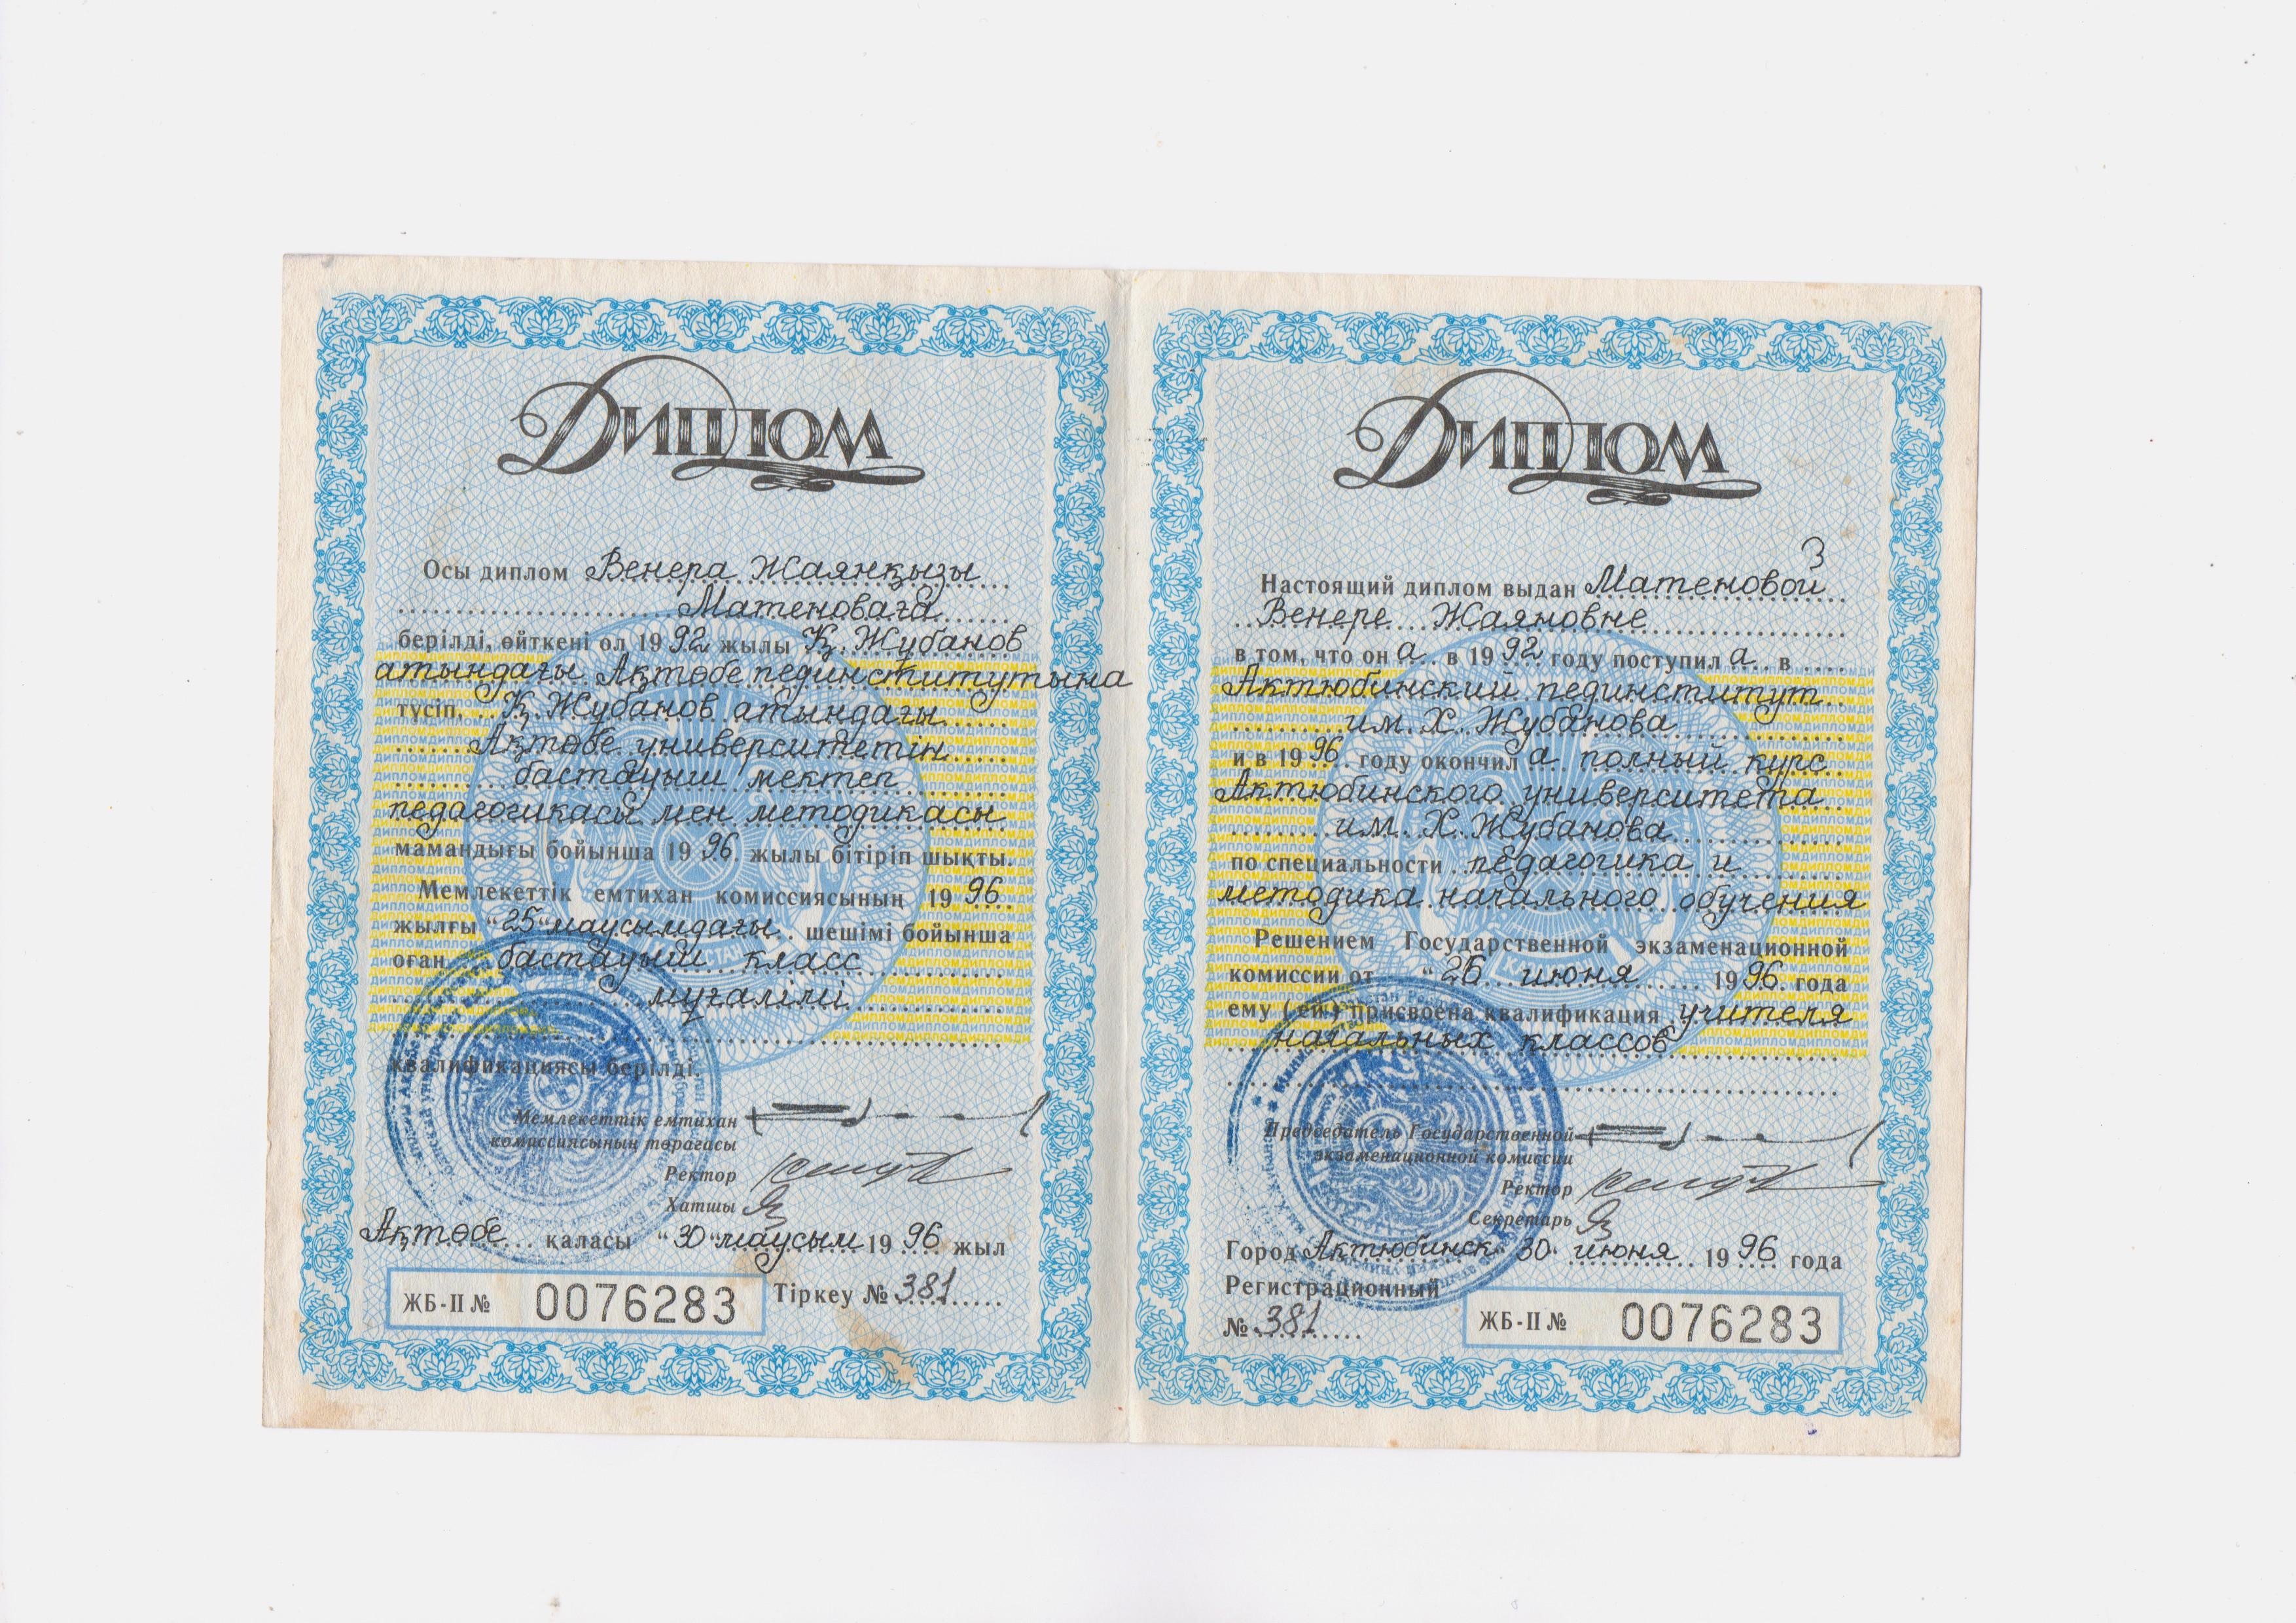 Диплом
Осы диплом Венера Жаянқызы
Матеноваға
берілді, өйткені ол 1992 жылы Қ. Жубанов
атындағы Ақтөбе пединститутына
түсіп, Қ. Жубанов атындағы
Ақтөбе университетін
бастауыш мектеп
педагогикасы мен методикасы
мамандығы бойынша 1996. жылы бітіріп шықты.
Мемлекеттік емтихан комиссиясының 1996
жылғы "25" маусымдағы шешімі бойынша
оған бастауыш класс
мұғалімі
квалификациясы берілді.
Мемлекеттік емтихан
комиссиясының төрағасы
Ректор
Хатшы
Ақтөбе қаласы "30" маусым 1996 жыл
ЖБ-II № 0076283 Тіркеу № 381
Диплом
3
Настоящий диплом выдан Матеновой
Венере Жаяновне
в том, что он а в 1992 году поступил а в
Актюбинский пединститут
им. Х. Жубанова
и в 1996. году окончил а полный курс
Актюбинского университета
им. Х. Жубанова
по специальности педагогика и
методика начального обучения
Решением Государственной экзаменационной
комиссии от "26 июня 1996. года
ему (ей) присвоена квалификация учителя
начальных классов
Председатель Государственной
экзаменационной комиссии
Ректор
Секретарь
Город Актюбинск "30" июня 1996 года
Регистрационный
№ 381
ЖБ-II № 0076283